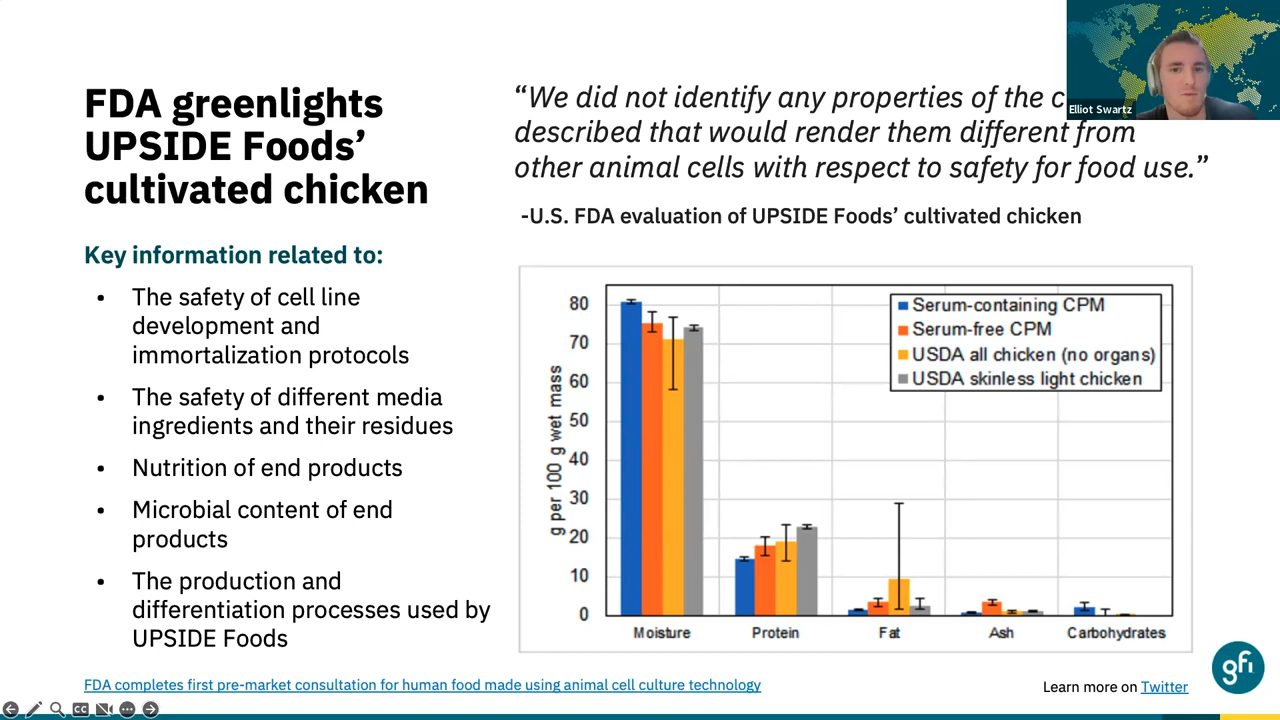 FDA greenlights
UPSIDE Foods’
cultivated chicken
Key information related to:
• The safety of cell line
development and
immortalization protocols
• The safety of different media
ingredients and their residues
• Nutrition of end products
• Microbial content of end
products
• The production and
differentiation processes used by
UPSIDE Foods
“We did not identify any properties of the
described that would render them different from
other animal cells with respect to safety for food use.”
-U.S. FDA evaluation of UPSIDE Foods’ cultivated chicken
Elliot Swartz
g per 100 g wet mass
80
70
60
50
40
30
20
10
0
Serum-containing CPM
Serum-free CPM
USDA all chicken (no organs)
USDA skinless light chicken
Moisture Protein Fat Ash Carbohydrates
FDA completes first pre-market consultation for human food made using animal cell culture technology
Learn more on Twitter
gfi
CC